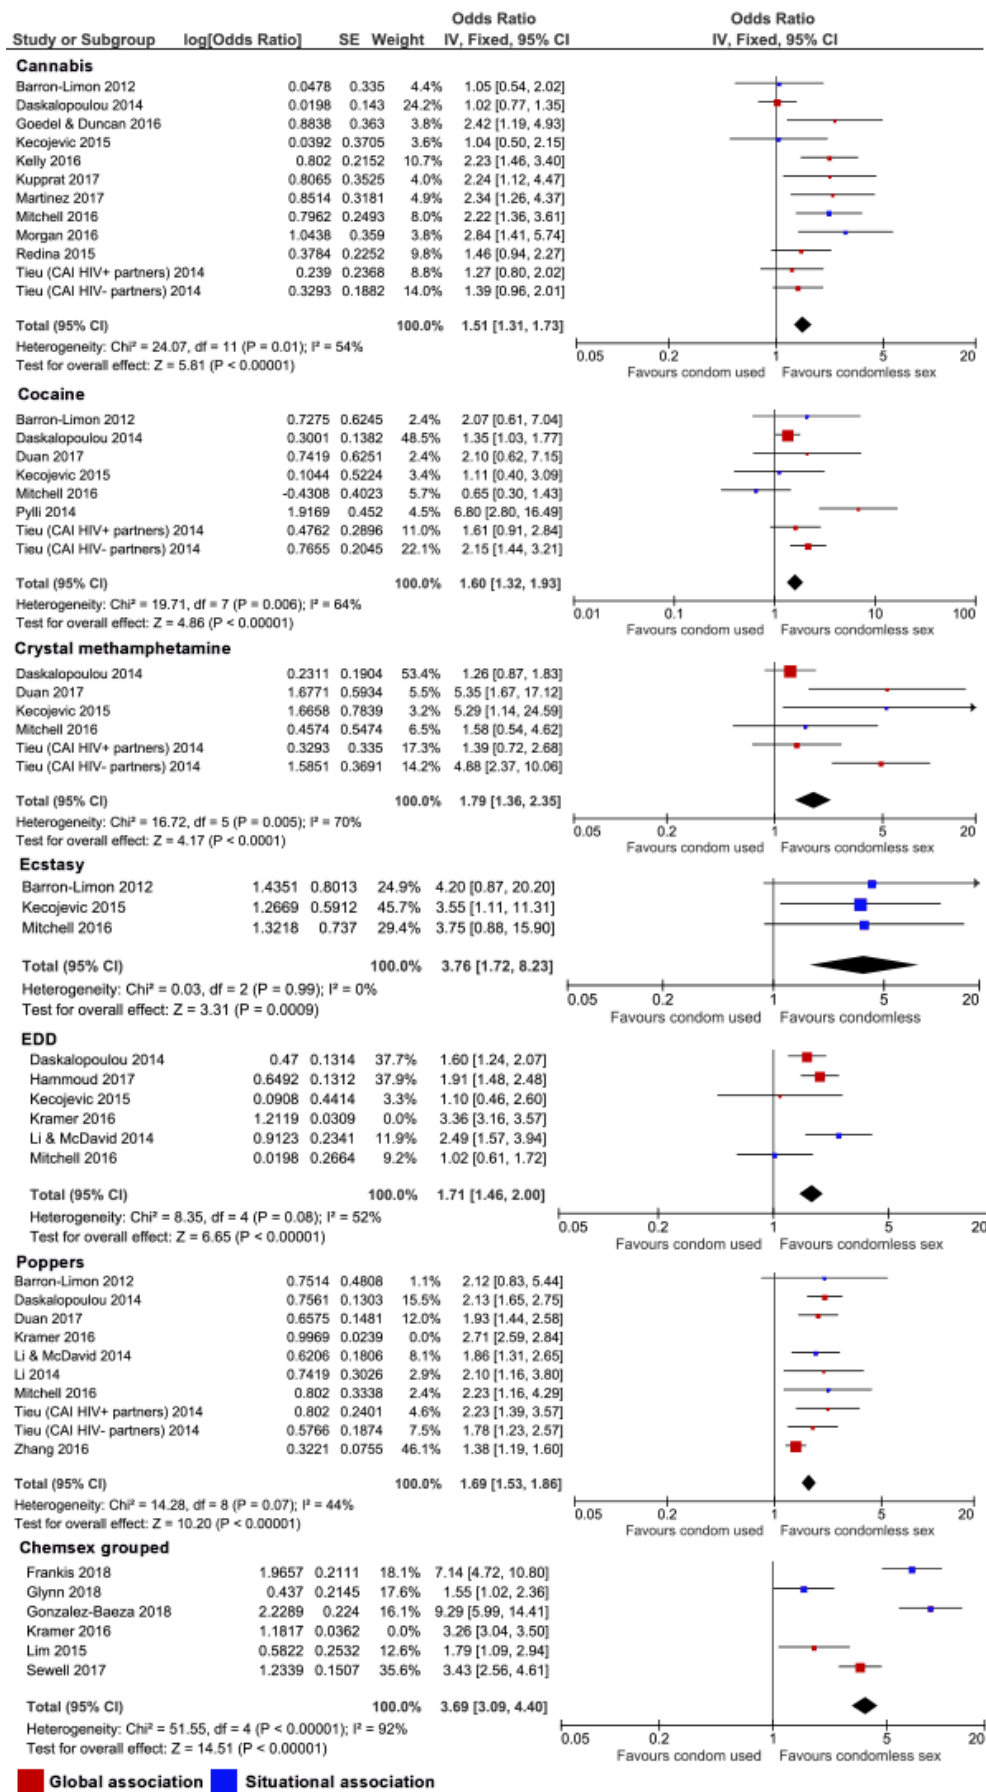 Odds Ratio Odds Ratio
Study or Subgroup log[Odds Ratio] SE Weight IV, Fixed, 95% CI IV, Fixed, 95% CI
Cannabis
Barron-Limon 2012 0.0478 0.335 4.4% 1.05 [0.54, 2.02]
Daskalopoulou 2014 0.0198 0.143 24.2% 1.02 [0.77, 1.35]
Goedel & Duncan 2016 0.8838 0.363 3.8% 2.42 [1.19, 4.93]
Kecojevic 2015 0.0392 0.3705 3.6% 1.04 [0.50, 2.15]
Kelly 2016 0.802 0.2152 10.7% 2.23 [1.46, 3.40]
Kupprat 2017 0.8065 0.3525 4.0% 2.24 [1.12, 4.47]
Martinez 2017 0.8514 0.3181 4.9% 2.34 [1.26, 4.37]
Mitchell 2016 0.7962 0.2493 8.0% 2.22 [1.36, 3.61]
Morgan 2016 1.0438 0.359 3.8% 2.84 [1.41, 5.74]
Redina 2015 0.3784 0.2252 9.8% 1.46 [0.94, 2.27]
Tieu (CAI HIV+ partners) 2014 0.239 0.2368 8.8% 1.27 [0.80, 2.02]
Tieu (CAI HIV- partners) 2014 0.3293 0.1882 14.0% 1.39 [0.96, 2.01]
Total (95% CI) 100.0% 1.51 [1.31, 1.73]
Heterogeneity: Chi² = 24.07, df = 11 (P = 0.01); I² = 54%
Test for overall effect: Z = 5.81 (P < 0.00001)
0.05 0.2 1 5 20
Favours condom used Favours condomless sex
Cocaine
Barron-Limon 2012 0.7275 0.6245 2.4% 2.07 [0.61, 7.04]
Daskalopoulou 2014 0.3001 0.1382 48.5% 1.35 [1.03, 1.77]
Duan 2017 0.7419 0.6251 2.4% 2.10 [0.62, 7.15]
Kecojevic 2015 0.1044 0.5224 3.4% 1.11 [0.40, 3.09]
Mitchell 2016 -0.4308 0.4023 5.7% 0.65 [0.30, 1.43]
Pylli 2014 1.9169 0.452 4.5% 6.80 [2.80, 16.49]
Tieu (CAI HIV+ partners) 2014 0.4762 0.2896 11.0% 1.61 [0.91, 2.84]
Tieu (CAI HIV- partners) 2014 0.7655 0.2045 22.1% 2.15 [1.44, 3.21]
Total (95% CI) 100.0% 1.60 [1.32, 1.93]
Heterogeneity: Chi² = 19.71, df = 7 (P = 0.006); I² = 64%
Test for overall effect: Z = 4.86 (P < 0.00001)
0.01 0.1 1 10 100
Favours condom used Favours condomless sex
Crystal methamphetamine
Daskalopoulou 2014 0.2311 0.1904 53.4% 1.26 [0.87, 1.83]
Duan 2017 1.6771 0.5934 5.5% 5.35 [1.67, 17.12]
Kecojevic 2015 1.6658 0.7839 3.2% 5.29 [1.14, 24.59]
Mitchell 2016 0.4574 0.5474 6.5% 1.58 [0.54, 4.62]
Tieu (CAI HIV+ partners) 2014 0.3293 0.335 17.3% 1.39 [0.72, 2.68]
Tieu (CAI HIV- partners) 2014 1.5851 0.3691 14.2% 4.88 [2.37, 10.06]
Total (95% CI) 100.0% 1.79 [1.36, 2.35]
Heterogeneity: Chi² = 16.72, df = 5 (P = 0.005); I² = 70%
Test for overall effect: Z = 4.17 (P < 0.0001)
0.05 0.2 1 5 20
Favours condom used Favours condomless sex
Ecstasy
Barron-Limon 2012 1.4351 0.8013 24.9% 4.20 [0.87, 20.20]
Kecojevic 2015 1.2669 0.5912 45.7% 3.55 [1.11, 11.31]
Mitchell 2016 1.3218 0.737 29.4% 3.75 [0.88, 15.90]
Total (95% CI) 100.0% 3.76 [1.72, 8.23]
Heterogeneity: Chi² = 0.03, df = 2 (P = 0.99); I² = 0%
Test for overall effect: Z = 3.31 (P = 0.0009)
0.05 0.2 1 5 20
Favours condom used Favours condomless
EDD
Daskalopoulou 2014 0.47 0.1314 37.7% 1.60 [1.24, 2.07]
Hammoud 2017 0.6492 0.1312 37.9% 1.91 [1.48, 2.48]
Kecojevic 2015 0.0908 0.4414 3.3% 1.10 [0.46, 2.60]
Kramer 2016 1.2119 0.0309 0.0% 3.36 [3.16, 3.57]
Li & McDavid 2014 0.9123 0.2341 11.9% 2.49 [1.57, 3.94]
Mitchell 2016 0.0198 0.2664 9.2% 1.02 [0.61, 1.72]
Total (95% CI) 100.0% 1.71 [1.46, 2.00]
Heterogeneity: Chi² = 8.35, df = 4 (P = 0.08); I² = 52%
Test for overall effect: Z = 6.65 (P < 0.00001)
0.05 0.2 1 5 20
Favours condom used Favours condomless sex
Poppers
Barron-Limon 2012 0.7514 0.4808 1.1% 2.12 [0.83, 5.44]
Daskalopoulou 2014 0.7561 0.1303 15.5% 2.13 [1.65, 2.75]
Duan 2017 0.6575 0.1481 12.0% 1.93 [1.44, 2.58]
Kramer 2016 0.9969 0.0239 0.0% 2.71 [2.59, 2.84]
Li & McDavid 2014 0.6206 0.1806 8.1% 1.86 [1.31, 2.65]
Li 2014 0.7419 0.3026 2.9% 2.10 [1.16, 3.80]
Mitchell 2016 0.802 0.3338 2.4% 2.23 [1.16, 4.29]
Tieu (CAI HIV+ partners) 2014 0.802 0.2401 4.6% 2.23 [1.39, 3.57]
Tieu (CAI HIV- partners) 2014 0.5766 0.1874 7.5% 1.78 [1.23, 2.57]
Zhang 2016 0.3221 0.0755 46.1% 1.38 [1.19, 1.60]
Total (95% CI) 100.0% 1.69 [1.53, 1.86]
Heterogeneity: Chi² = 14.28, df = 8 (P = 0.07); I² = 44%
Test for overall effect: Z = 10.20 (P < 0.00001)
0.05 0.2 1 5 20
Favours condom used Favours condomless sex
Chemsex grouped
Frankis 2018 1.9657 0.2111 18.1% 7.14 [4.72, 10.80]
Glynn 2018 0.437 0.2145 17.6% 1.55 [1.02, 2.36]
Gonzalez-Baeza 2018 2.2289 0.224 16.1% 9.29 [5.99, 14.41]
Kramer 2016 1.1817 0.0362 0.0% 3.26 [3.04, 3.50]
Lim 2015 0.5822 0.2532 12.6% 1.79 [1.09, 2.94]
Sewell 2017 1.2339 0.1507 35.6% 3.43 [2.56, 4.61]
Total (95% CI) 100.0% 3.69 [3.09, 4.40]
Heterogeneity: Chi² = 51.55, df = 4 (P < 0.00001); I² = 92%
Test for overall effect: Z = 14.51 (P < 0.00001)
0.05 0.2 1 5 20
Favours condom used Favours condomless sex
Global association Situational association